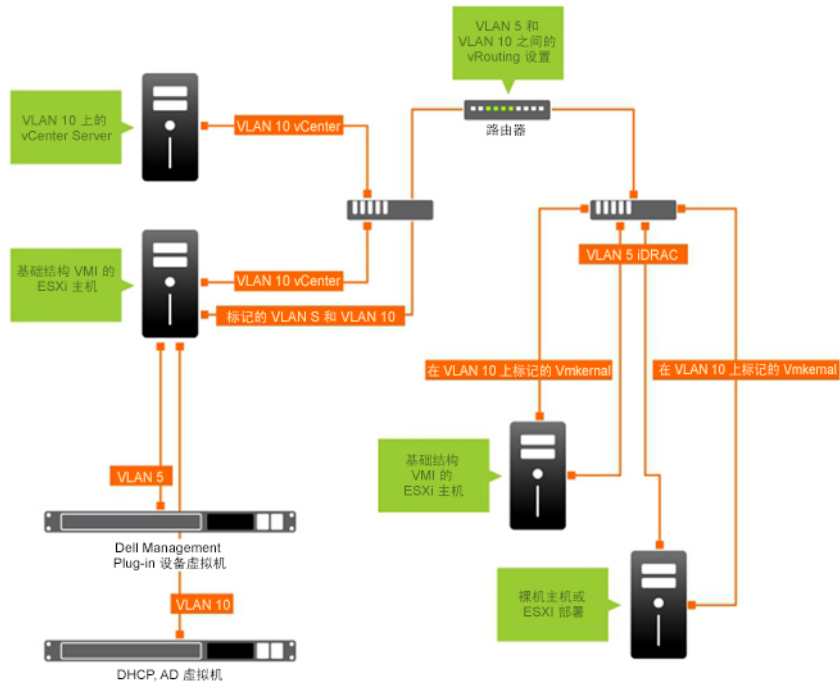 VLAN 5 和
VLAN 10 之间的
vRouting 设置
VLAN 10 上的
vCenter Server
VLAN 10 vCenter
路由器
基础结构 VMI 的
ESXi 主机
VLAN 10 vCenter
标记的 VLAN S 和 VLAN 10
VLAN 5 iDRAC
在 VLAN 10 上标记的 Vmkernal
在 VLAN 10 上标记的 Vmkernal
基础结构
VMI 的
ESXi 主机
VLAN 5
Dell Management
Plug-in 设备虚拟机
裸机主机或
ESXI 部署
VLAN 10
DHCP, AD 虚拟机